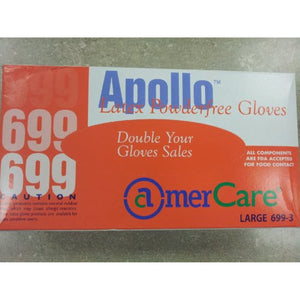 699
Apollo™
Latex Powderfree Gloves
699
Double Your
Gloves Sales
ALL COMPONENTS
ARE FDA ACCEPTED
FOR FOOD CONTACT
699
CAUTION
amerCare®
LARGE 699-3